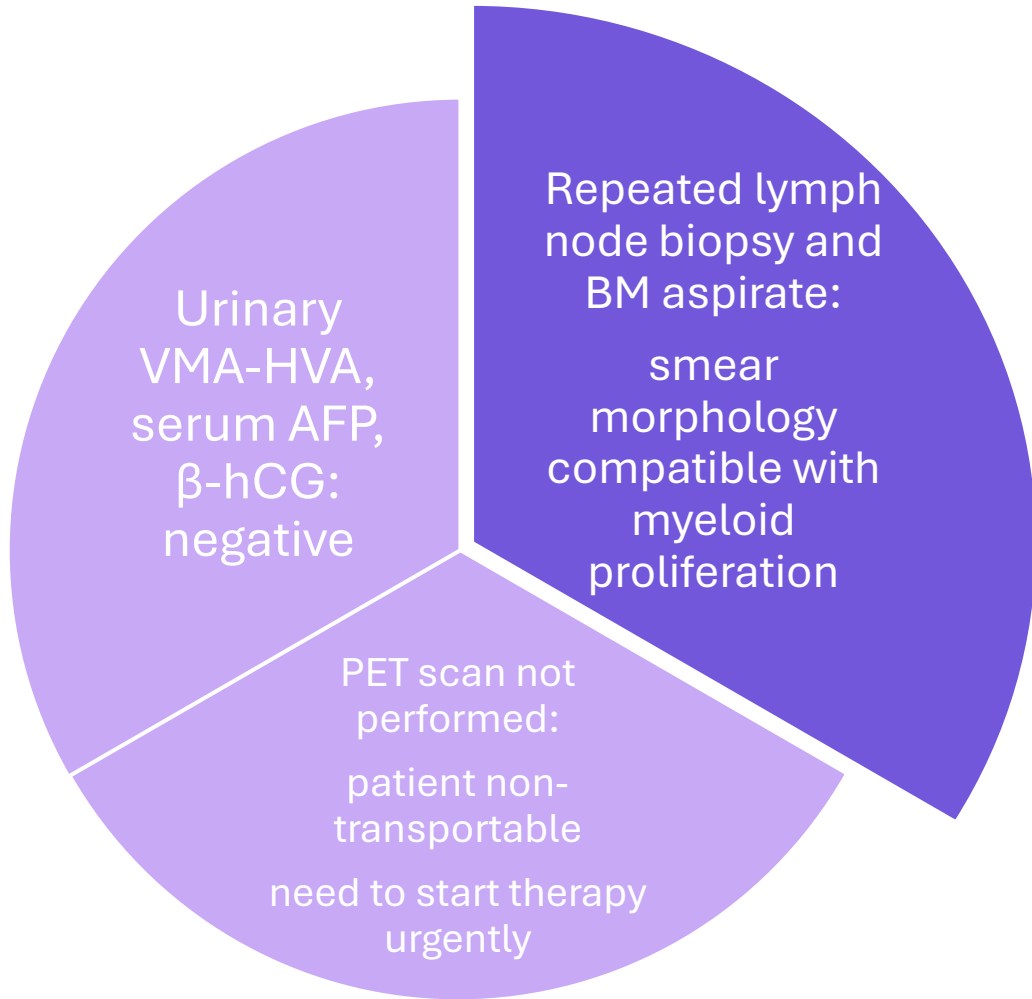 Repeated lymph
node biopsy and
BM aspirate:
smear
morphology
compatible with
myeloid
proliferation
PET scan not
performed:
patient non-
transportable
need to start therapy
urgently
Urinary
VMA-HVA,
serum AFP,
β-hCG:
negative